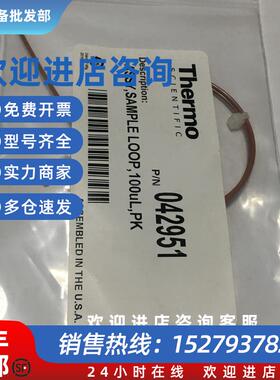 备批发部
欢迎进店咨询
免费开票
型号齐全
实力商家
多仓速发
Thermo
SCIENTIFIC
Description:
SAMPLE LOOP,100uL,PK
P/N 042951
EMBLED IN THE U.S.A.
欢迎进店咨询客服
销售热线:1527937852
24小时在线